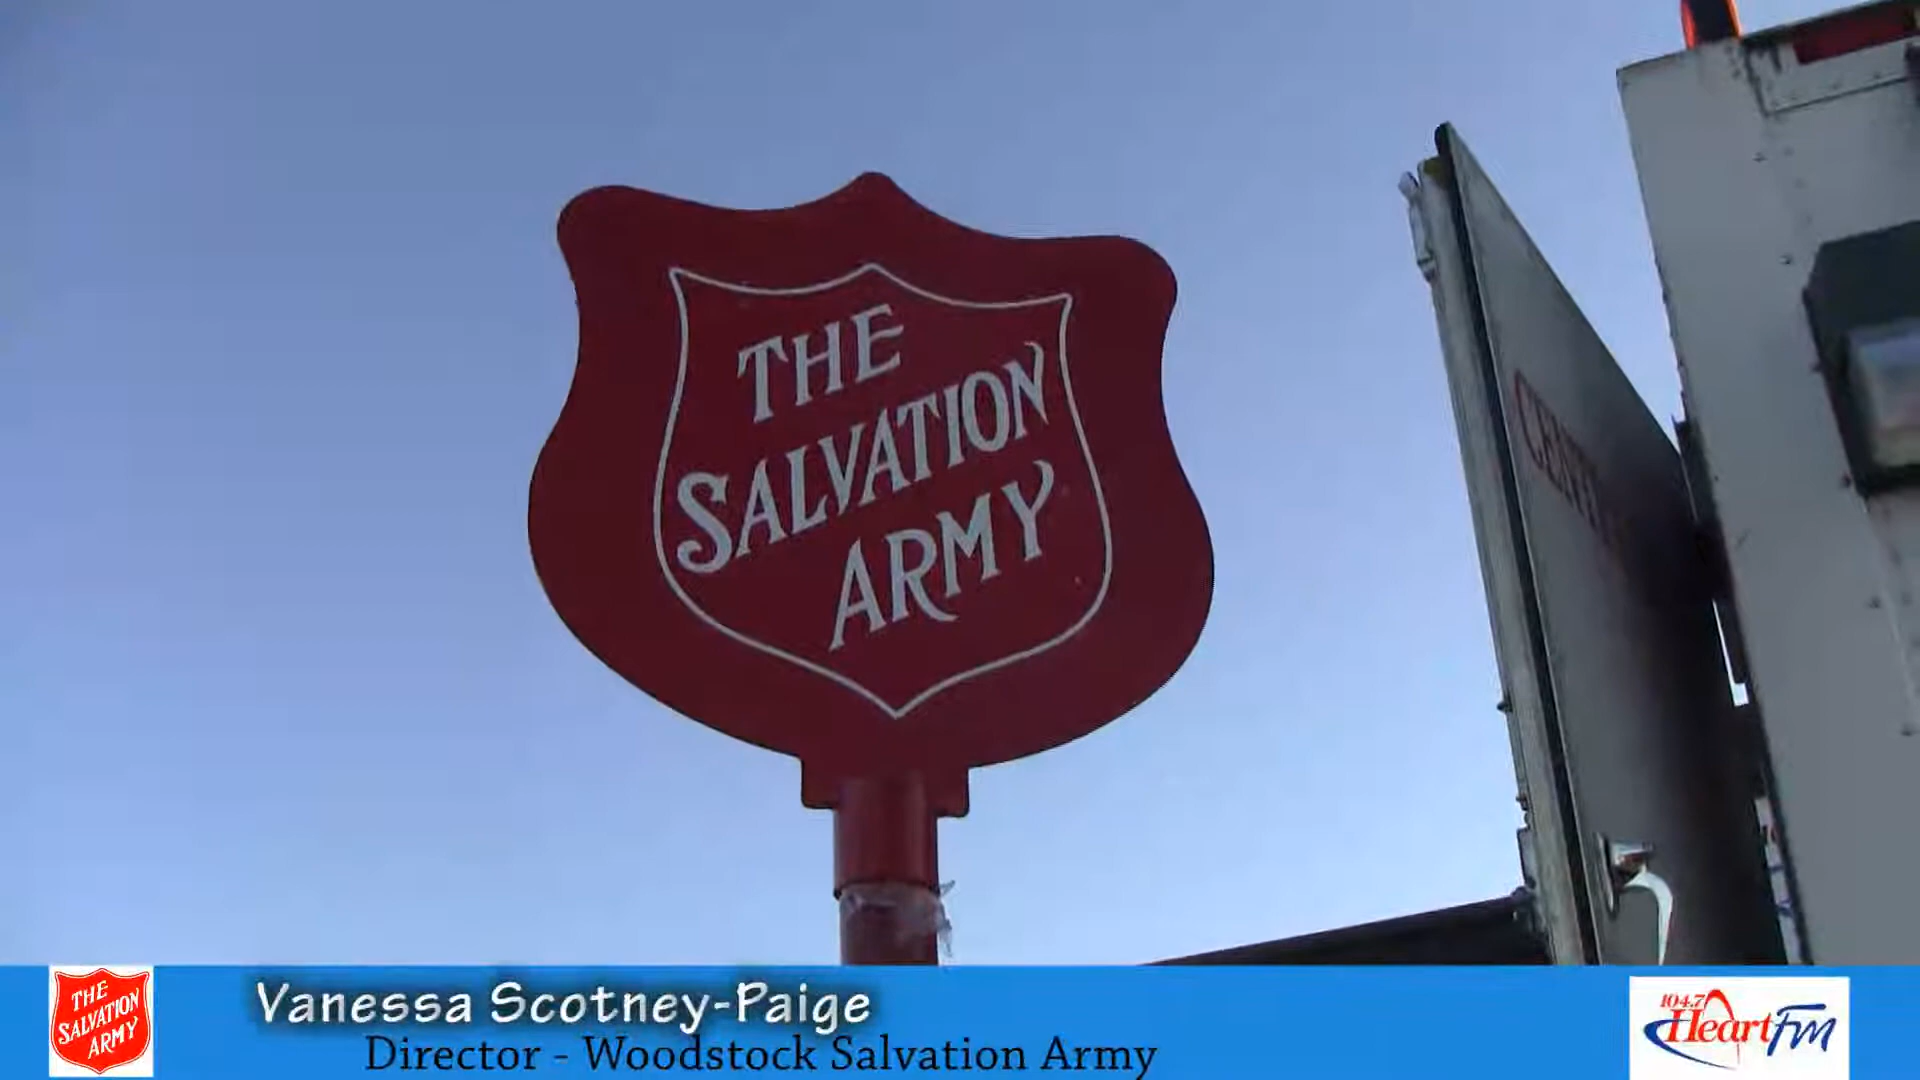 THE
SALVATION
ARMY
THE
SALVATION
ARMY
Vanessa Scotney-Paige
Director - Woodstock Salvation Army
104.7
Heart FM